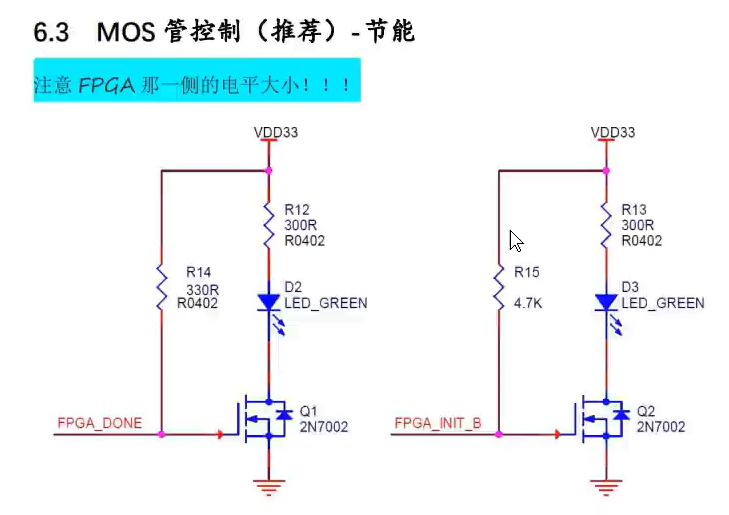 6.3 MOS 管控制（推荐）-节能
注意 FPGA 那一侧的电平大小！！！
VDD33
R12
300R
R0402
R14
330R
R0402
D2
LED_GREEN
FPGA_DONE
Q1
2N7002
VDD33
R13
300R
R0402
R15
4.7K
D3
LED_GREEN
FPGA_INIT_B
Q2
2N7002